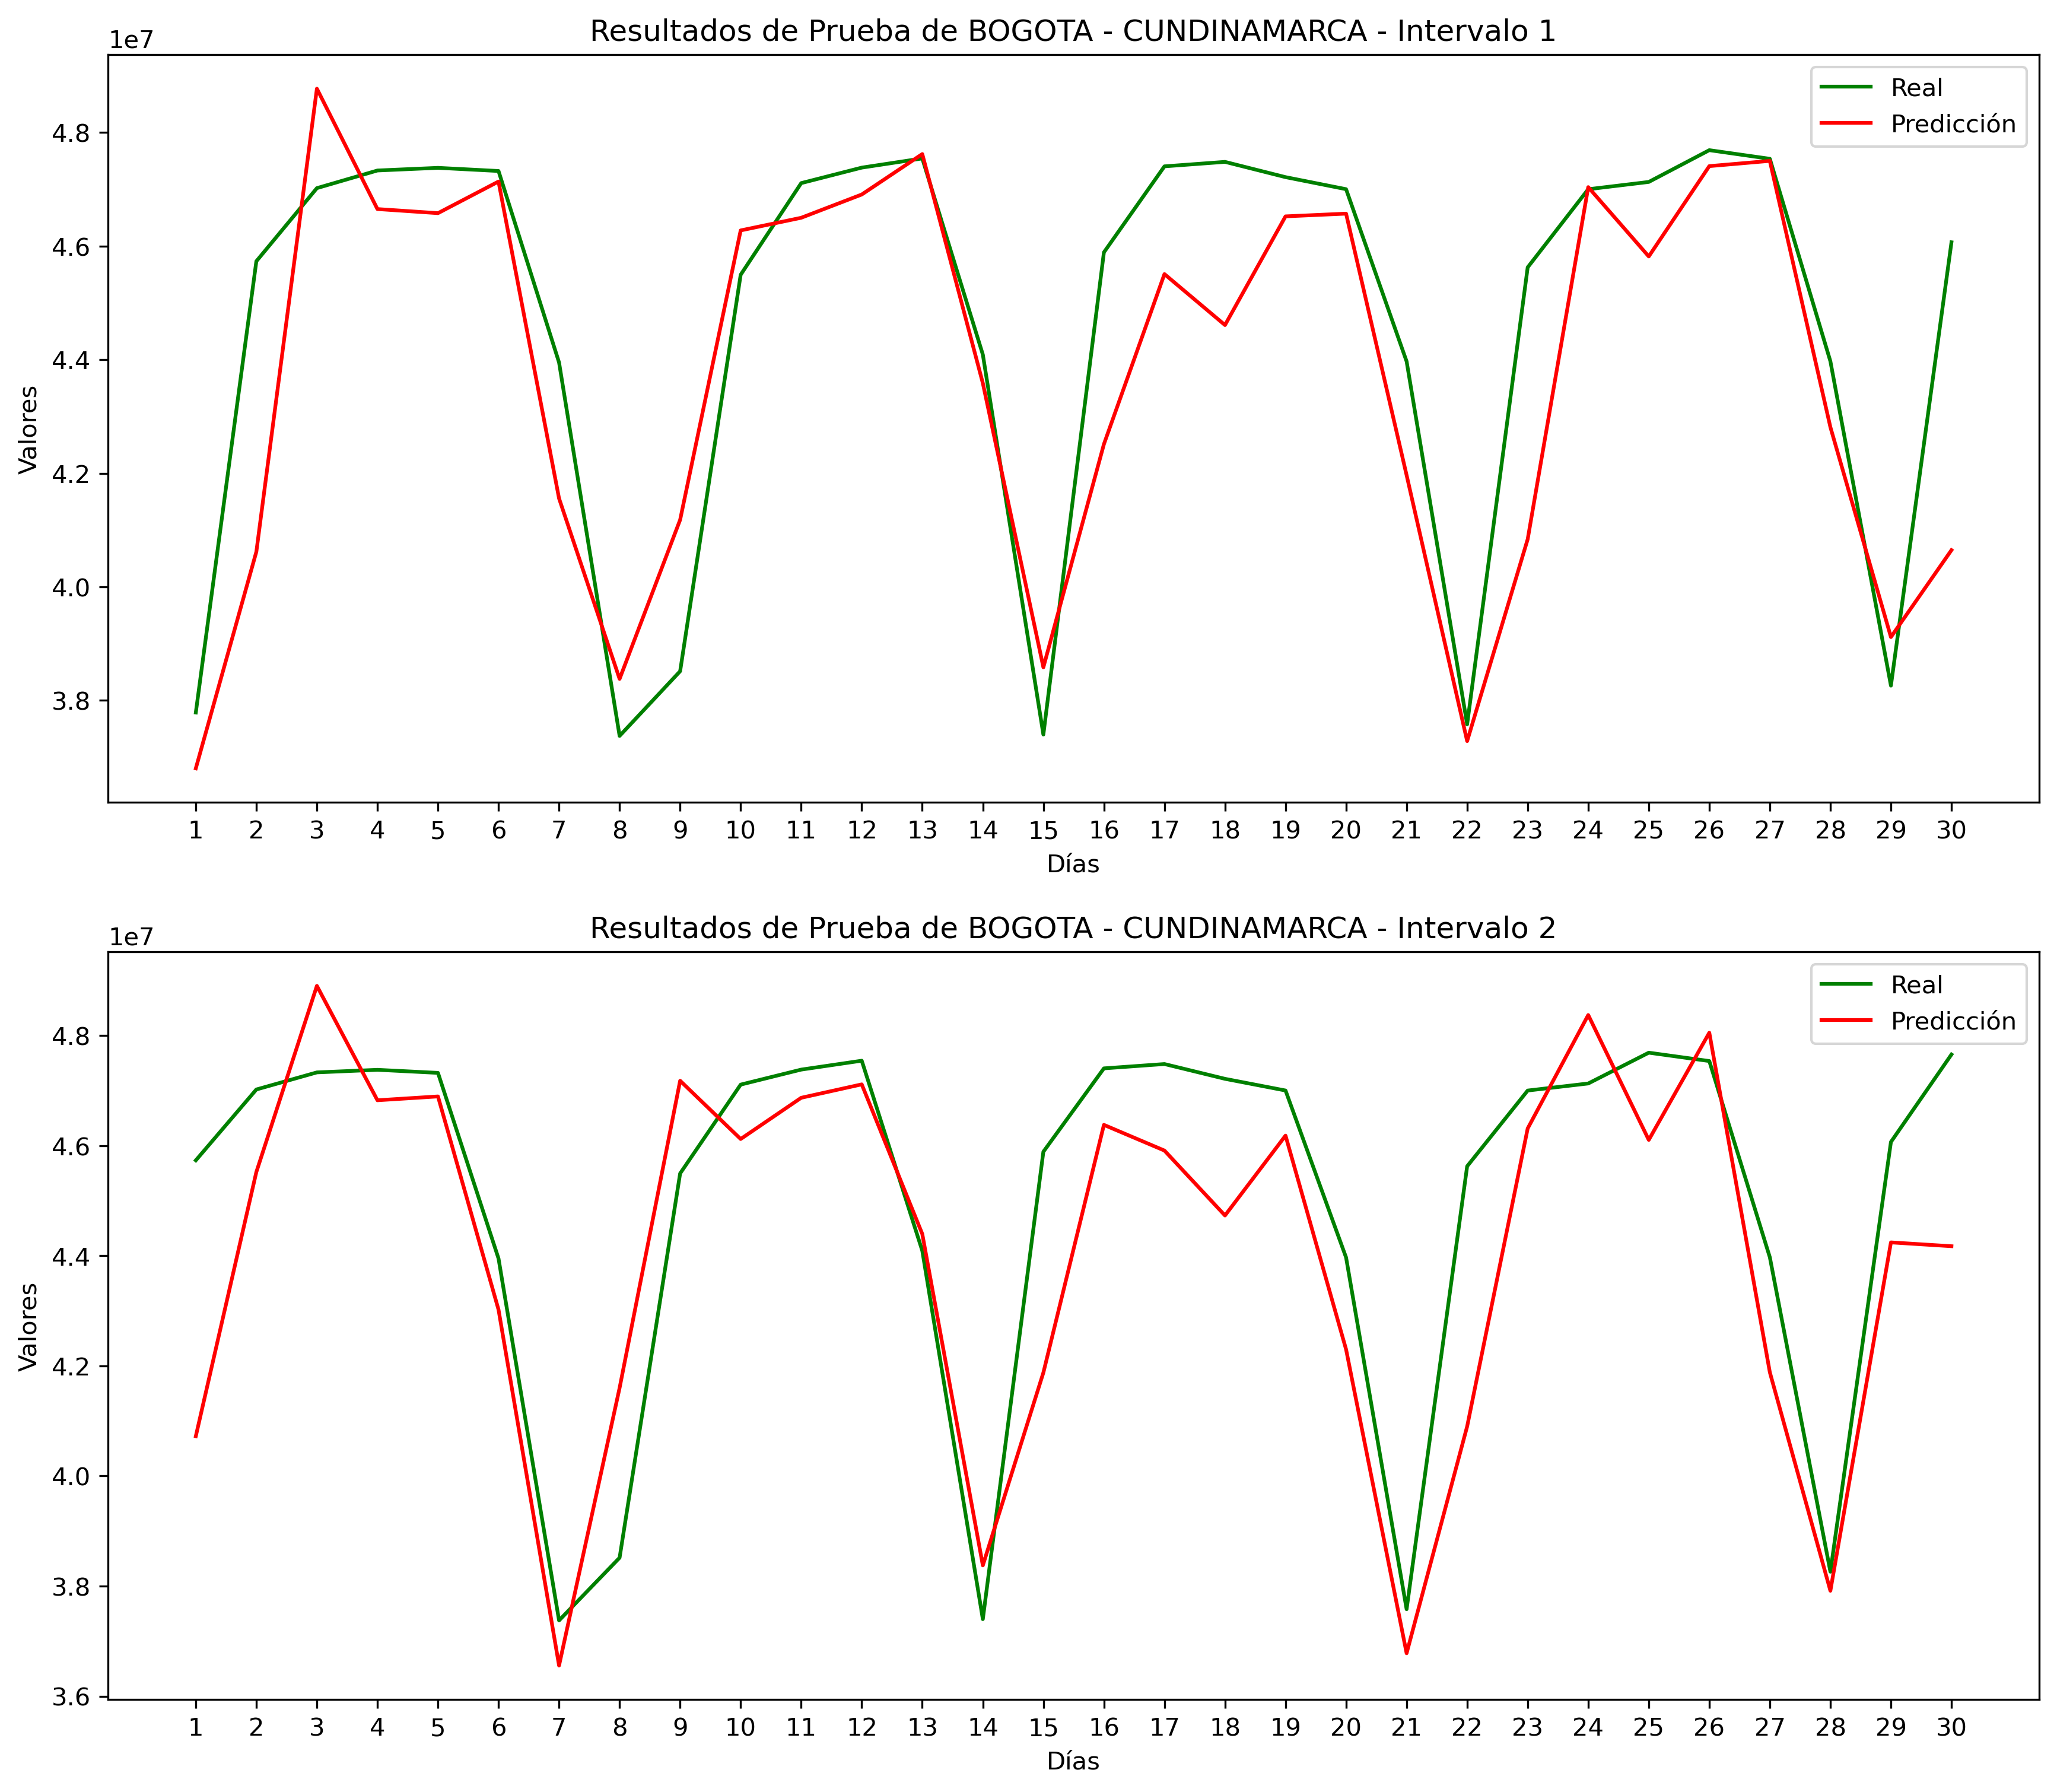 Resultados de Prueba de BOGOTA - CUNDINAMARCA - Intervalo 1
1e7
Real
Predicción
4.8
4.6
4.4
4.2
4.0
3.8
Valores
1 2 3 4 5 6 7 8 9 10 11 12 13 14 15 16 17 18 19 20 21 22 23 24 25 26 27 28 29 30
Días
Resultados de Prueba de BOGOTA - CUNDINAMARCA - Intervalo 2
1e7
Real
Predicción
4.8
4.6
4.4
4.2
4.0
3.8
3.6
Valores
1 2 3 4 5 6 7 8 9 10 11 12 13 14 15 16 17 18 19 20 21 22 23 24 25 26 27 28 29 30
Días